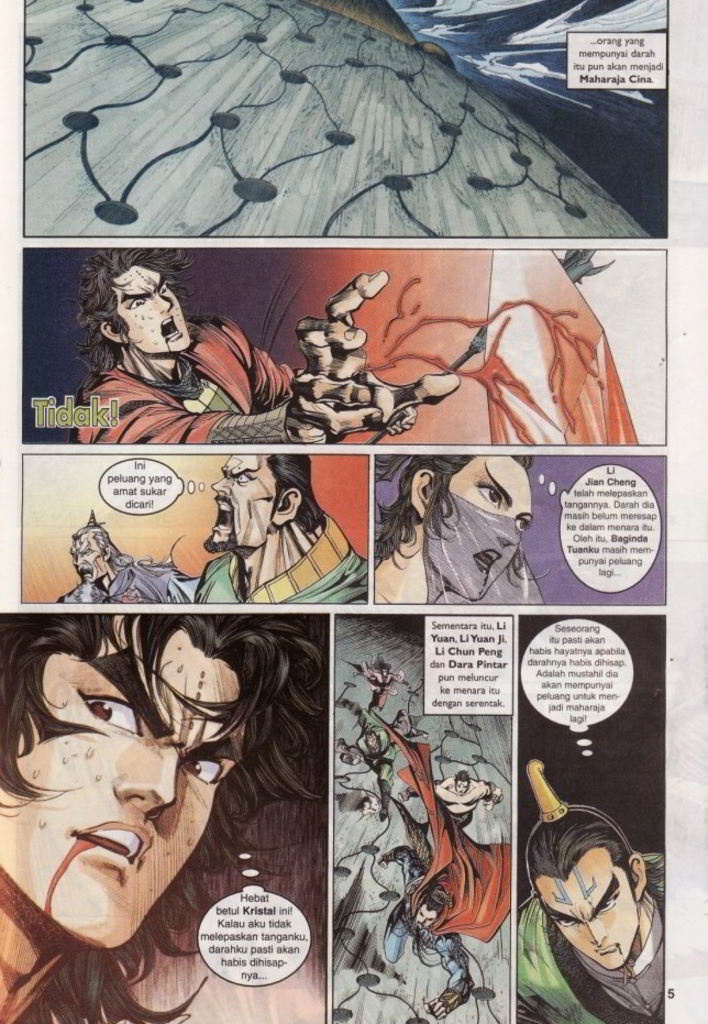 ...orang yang
mempunyai darah
itu pun akan menjadi
Maharaja Cina.
Tidak!
Ini
peluang yang
amat sukar
dicari!
Li
Jian Cheng
telah melepaskan
tangannya. Darah dia
masih belum meresap
ke dalam menara itu.
Oleh itu, Baginda
Tuanku masih mem-
punyai peluang
lagi...
Hebat
betul Kristal ini!
Kalau aku tidak
melepaskan tanganku,
darahku pasti akan
habis dihisap-
nya...
Sementara itu, Li
Yuan, Li Yuan Ji,
Li Chun Peng
dan Dara Pintar
pun meluncur
ke menara itu
dengan serentak.
Seseorang
itu pasti akan
habis hayatnya apabila
darahnya habis dihisap.
Adalah mustahil dia
akan mempunyai
peluang untuk men-
jadi maharaja
lagi!
5